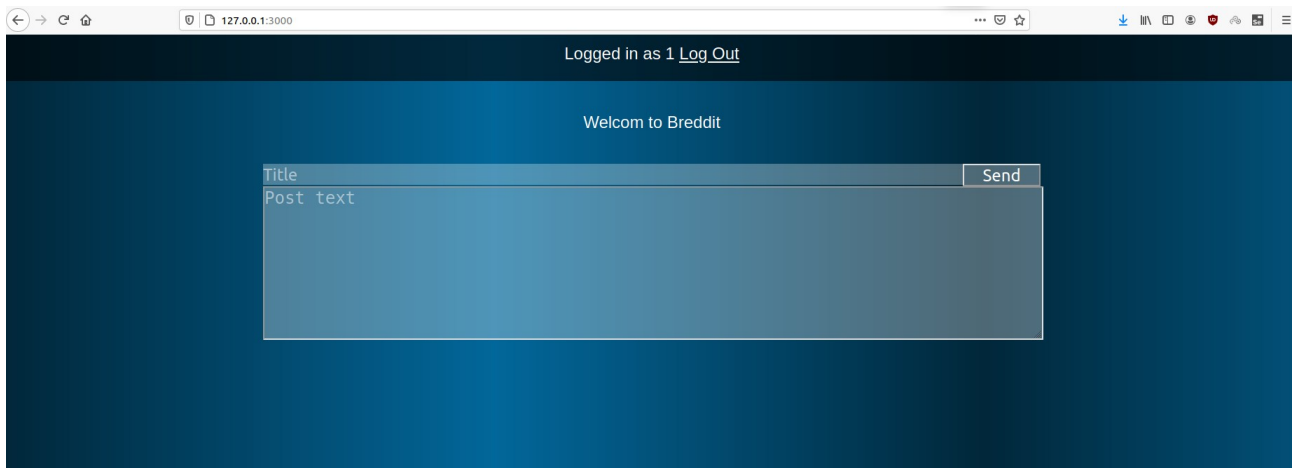 127.0.0.1:3000
Logged in as 1 Log Out
Welcom to Breddit
Title
Send
Post text